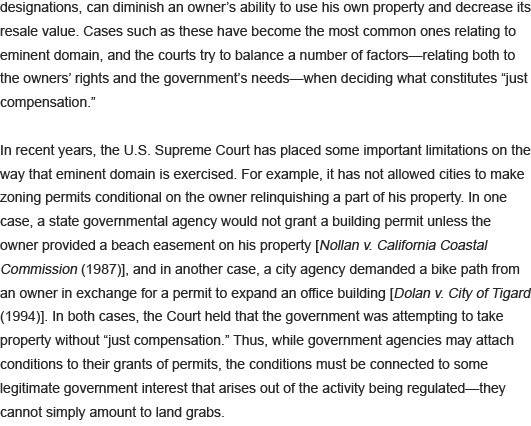 designations, can diminish an owner’s ability to use his own property and decrease its
resale value. Cases such as these have become the most common ones relating to
eminent domain, and the courts try to balance a number of factors—relating both to
the owners’ rights and the government’s needs—when deciding what constitutes “just
compensation.”
In recent years, the U.S. Supreme Court has placed some important limitations on the
way that eminent domain is exercised. For example, it has not allowed cities to make
zoning permits conditional on the owner relinquishing a part of his property. In one
case, a state governmental agency would not grant a building permit unless the
owner provided a beach easement on his property [Nollan v. California Coastal
Commission (1987)], and in another case, a city agency demanded a bike path from
an owner in exchange for a permit to expand an office building [Dolan v. City of Tigard
(1994)]. In both cases, the Court held that the government was attempting to take
property without “just compensation.” Thus, while government agencies may attach
conditions to their grants of permits, the conditions must be connected to some
legitimate government interest that arises out of the activity being regulated—they
cannot simply amount to land grabs.